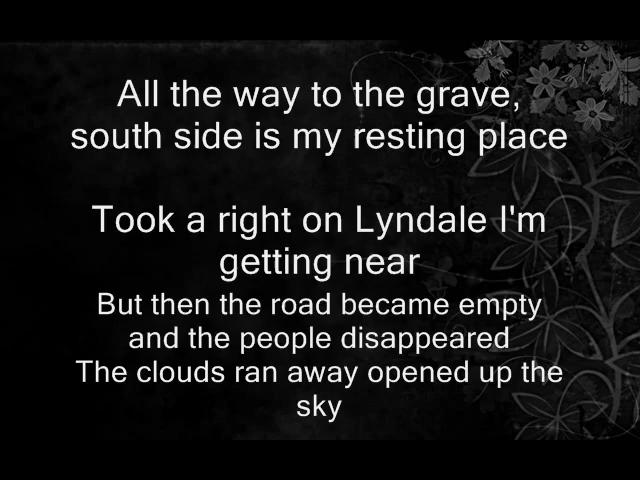 All the way to the grave,
south side is my resting place
Took a right on Lyndale I'm
getting near
But then the road became empty
and the people disappeared
The clouds ran away opened up the
sky